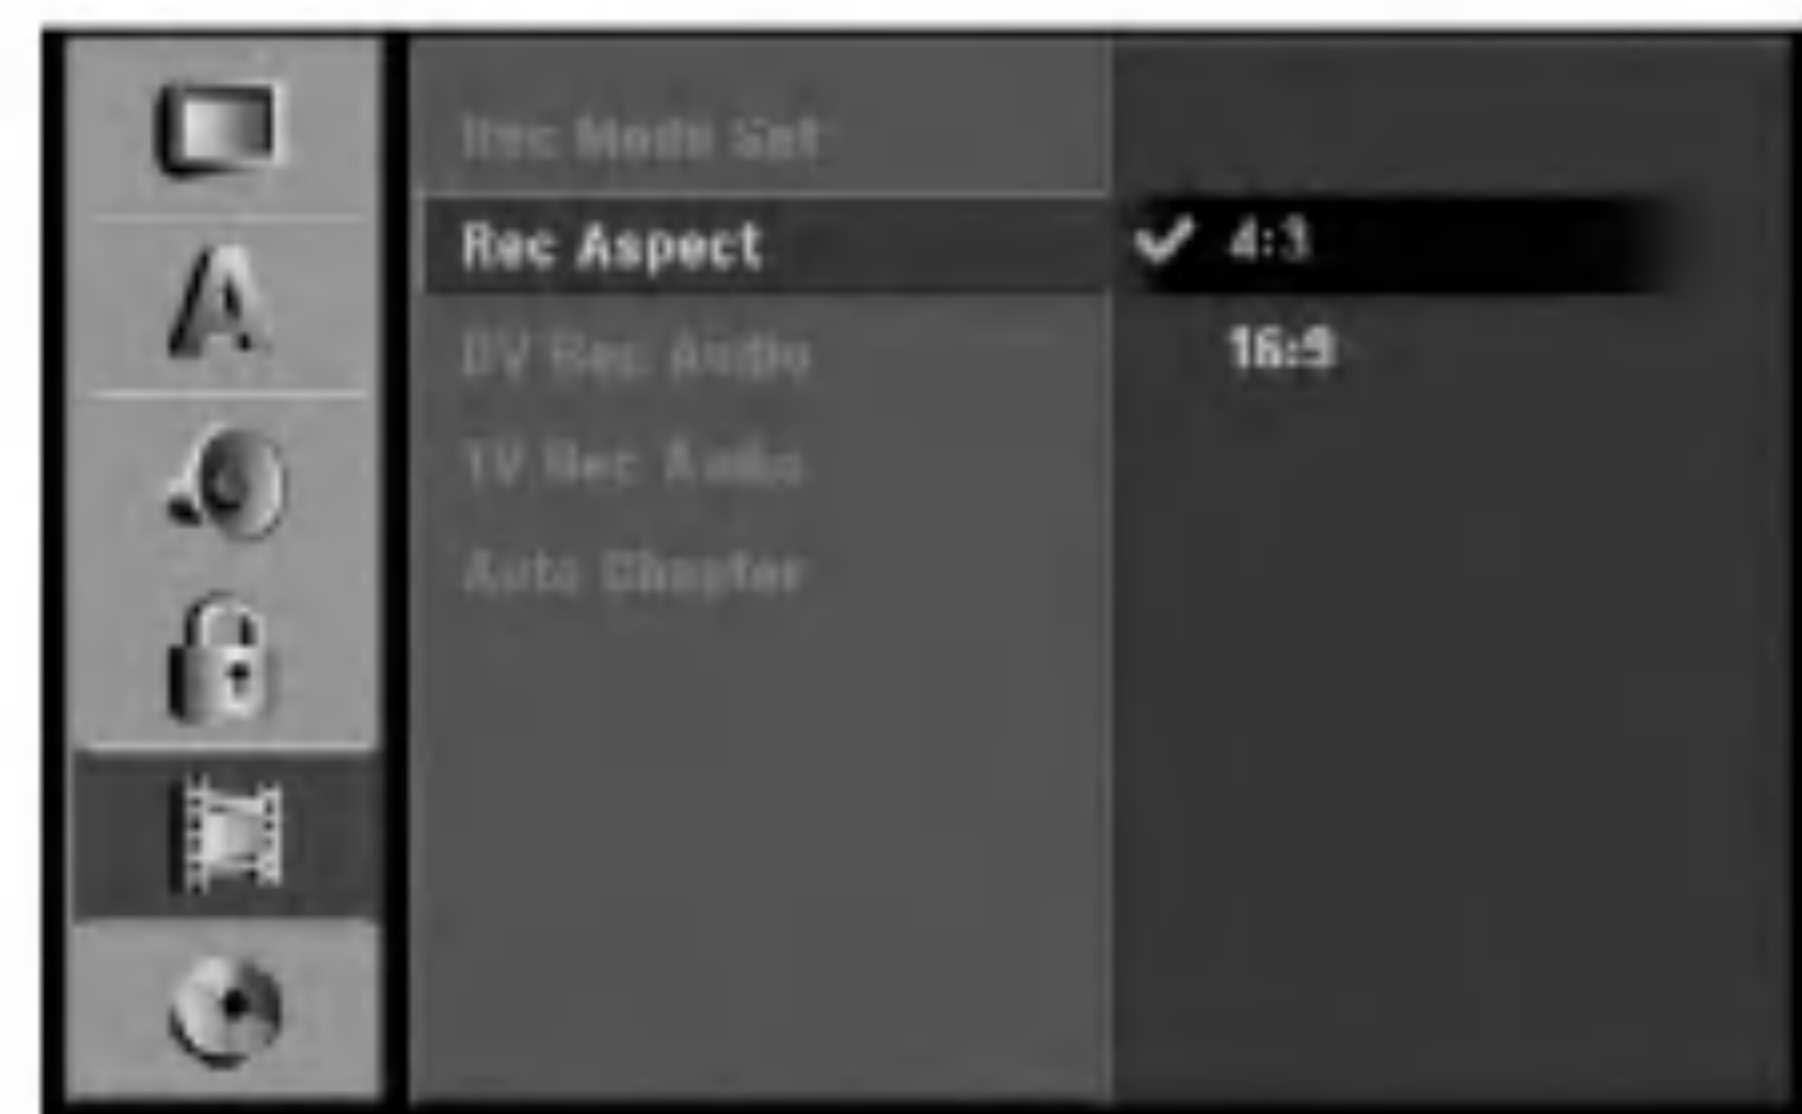 Rec Mode Set
Rec Aspect
4:3
16:9
DV Rec Audio
TV Rec Audio
Auto Chapter